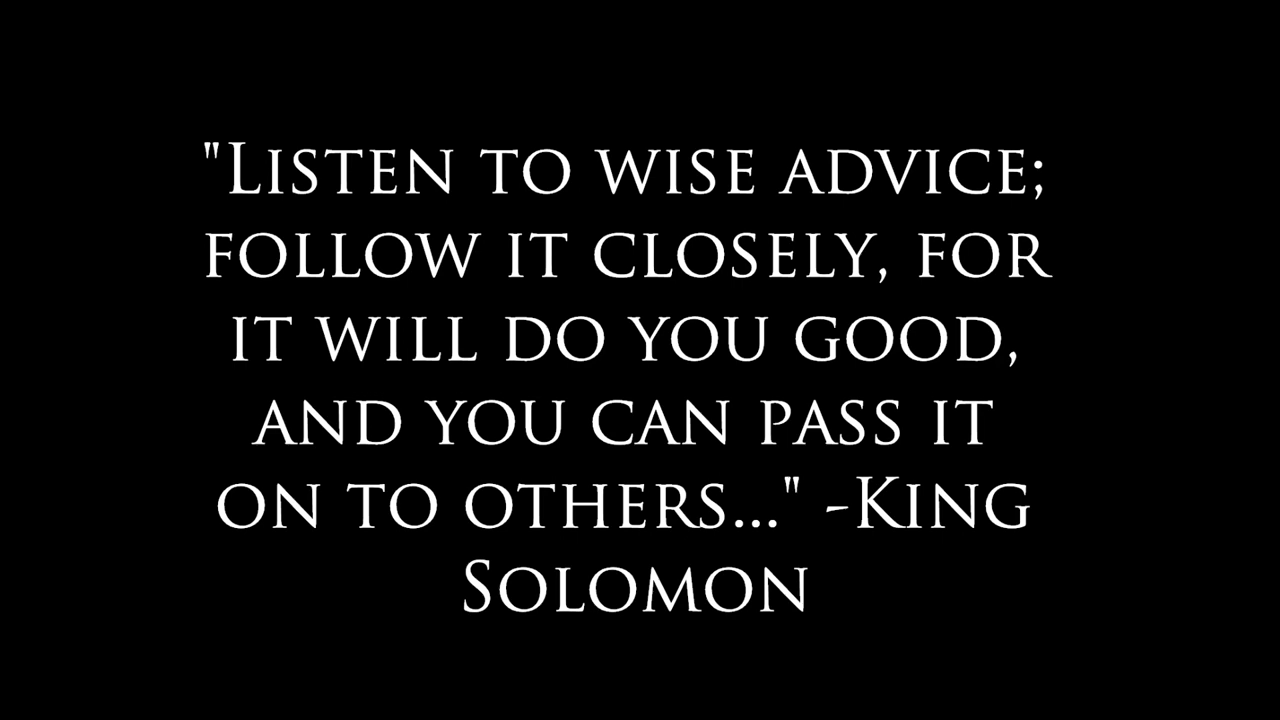 "Listen to wise advice;
follow it closely, for
it will do you good,
and you can pass it
on to others..." -King
Solomon